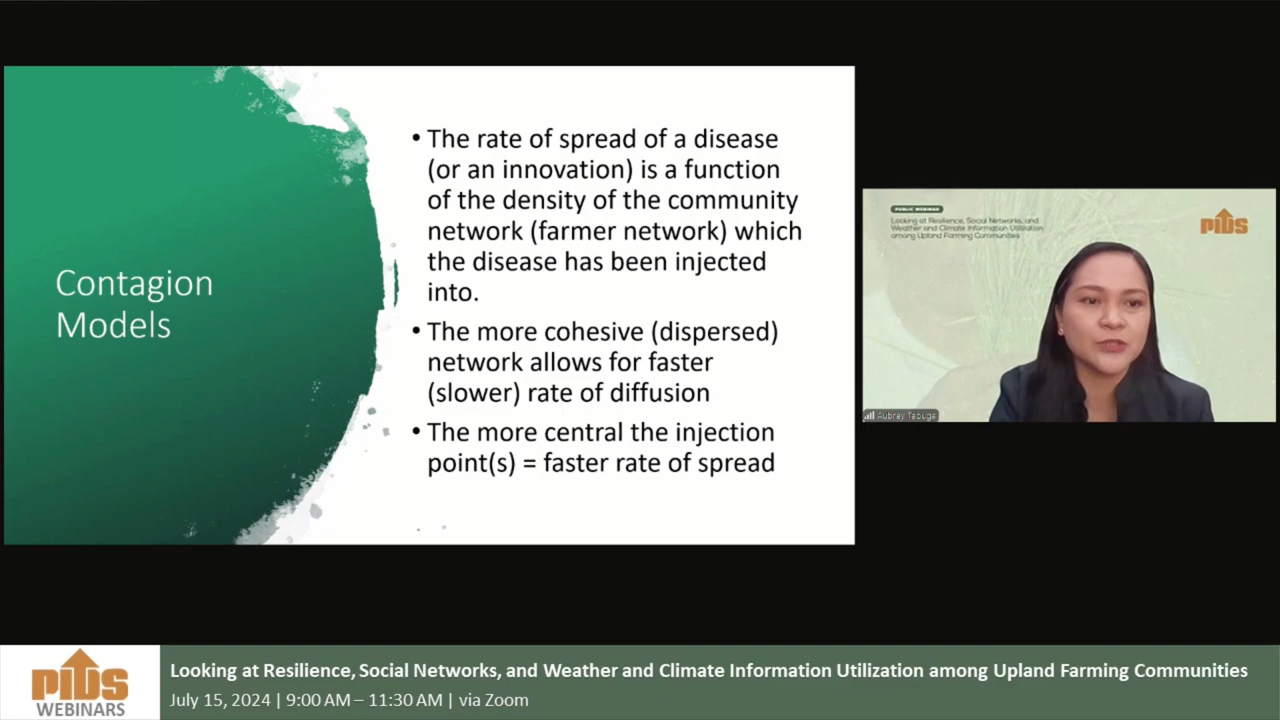 Contagion
Models
• The rate of spread of a disease
(or an innovation) is a function
of the density of the community
network (farmer network) which
the disease has been injected
into.
• The more cohesive (dispersed)
network allows for faster
(slower) rate of diffusion
• The more central the injection
point(s) = faster rate of spread
PUBLIC WEBINAR
Looking at Resilience, Social Networks, and
Weather and Climate Information Utilization
among Upland Farming Communities
PIDS
Aubrey Tabuga
PIDS
WEBINARS
Looking at Resilience, Social Networks, and Weather and Climate Information Utilization among Upland Farming Communities
July 15, 2024 | 9:00 AM – 11:30 AM | via Zoom